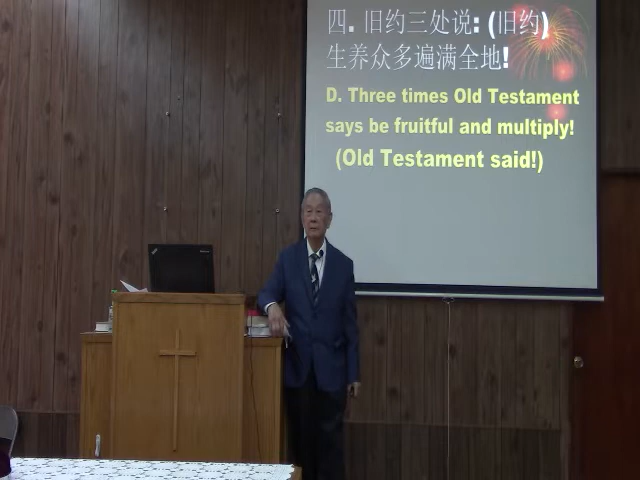 四. 旧约三处说: (旧约)
生养众多遍满全地!
D. Three times Old Testament
says be fruitful and multiply!
(Old Testament said!)